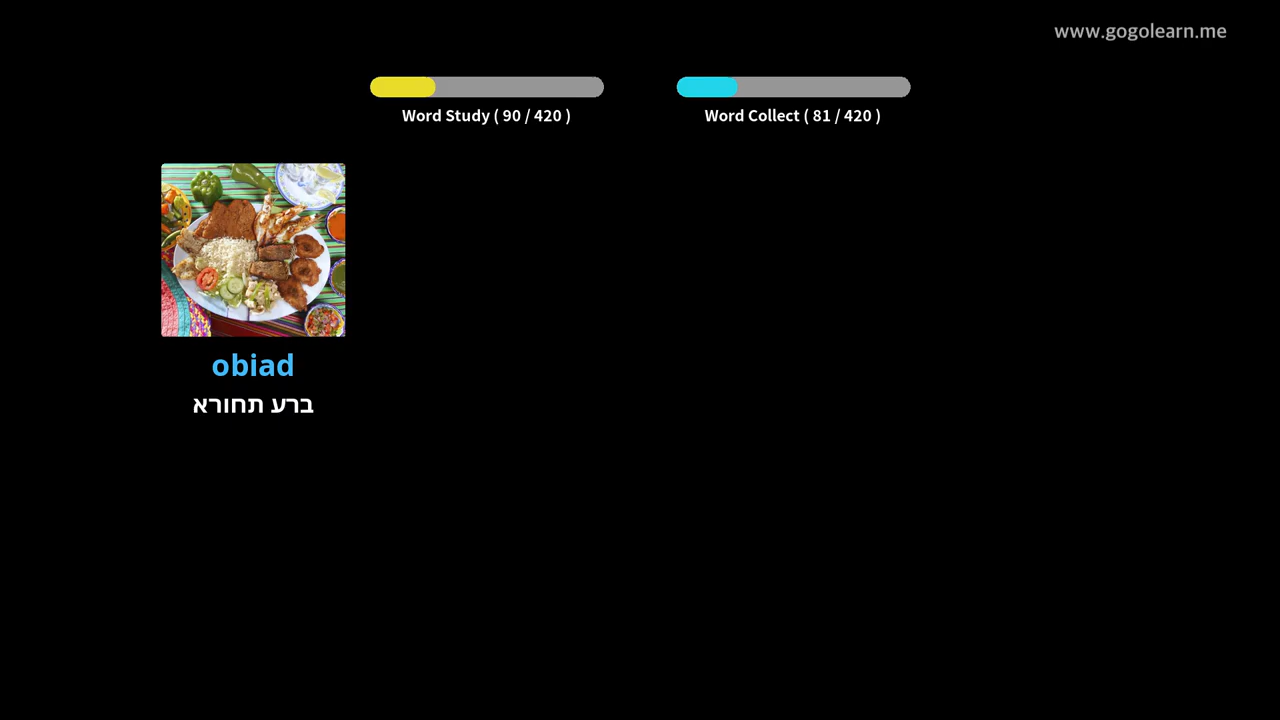 www.gogolearn.me
Word Study ( 90 / 420 )
Word Collect ( 81 / 420 )
obiad
ברע תחורא